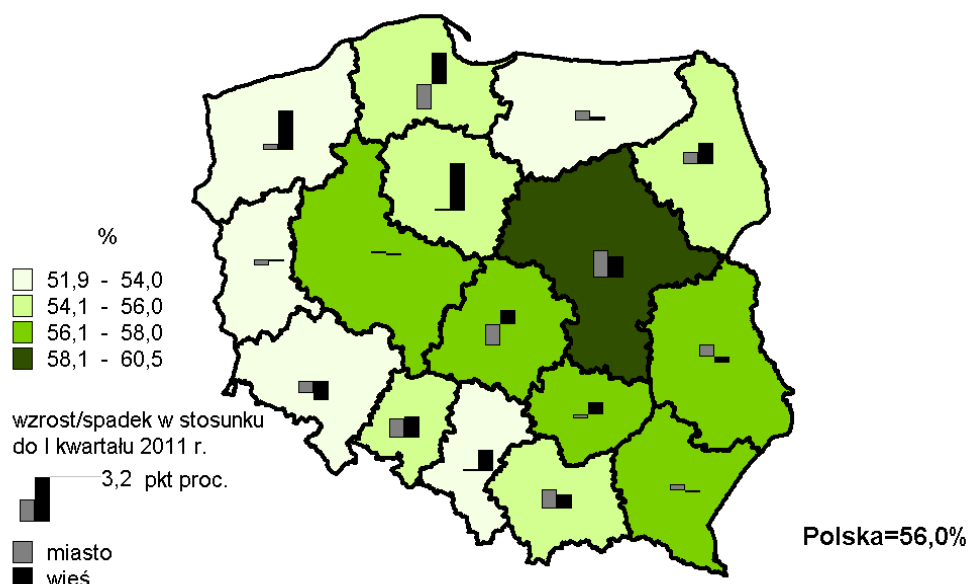 %
51,9 - 54,0
54,1 - 56,0
56,1 - 58,0
58,1 - 60,5
wzrost/spadek w stosunku
do I kwartału 2011 r.
3,2 pkt proc.
miasto
wieś
Polska=56,0%